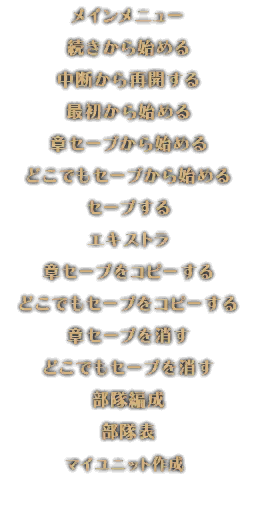 メインメニュー
続きから始める
中断から再開する
最初から始める
章セーブから始める
どこでもセーブから始める
セーブする
エキストラ
章セーブをコピーする
どこでもセーブをコピーする
章セーブを消す
どこでもセーブを消す
部隊編成
部隊表
マイユニット作成